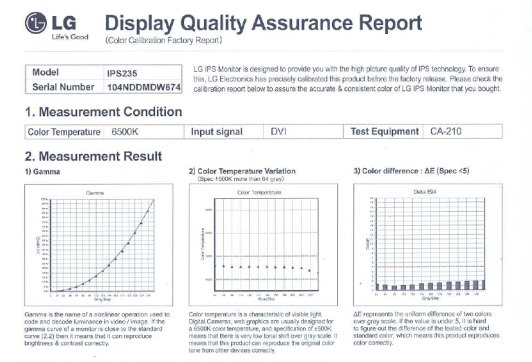 LG
Life's Good
Display Quality Assurance Report
(Color Calibration Factory Report)
Model IPS235
Serial Number 104NDDMDW674
LG IPS Monitor is designed to provide you with the high picture quality of IPS technology. To ensure
this, LG Electronics has precisely calibrated this product before the factory release. Please check the
calibration report below to assure the accurate & consistent color of LG IPS Monitor that you bought.
1. Measurement Condition
Color Temperature 6500K Input signal DVI Test Equipment CA-210
2. Measurement Result
1) Gamma
Gamma
Gray Step
Gamma is the name of a nonlinear operation used to
code and decode luminance in video / image. If the
gamma curve of a monitor is close to the standard
curve (2.2) then it means that it can reproduce
brightness & contrast correctly.
2) Color Temperature Variation
(Spec ±500K more than 64 gray)
Color Temperature
Color Temperature
Gray Step
Color temperature is a characteristic of visible light.
Digital Cameras, web graphics are usually designed for
a 6500K color temperature, and specification of ±500K
means that there is very low tonal shift over gray scale. It
means that this product can reproduce the original color
tone from other devices correctly.
3) Color difference : ΔE (Spec <5)
Delta E94
Gray Step
ΔE represents the uniform difference of two colors
over gray scale. If the value is under 5, it is hard
to figure out the difference of the tested color and
standard color, which means this product reproduces
color correctly.